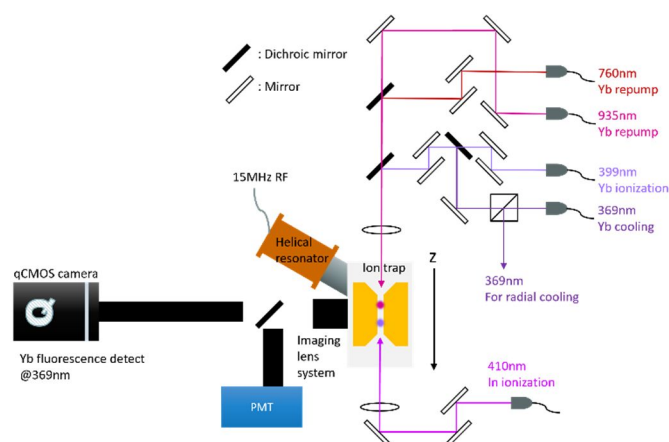 : Dichroic mirror
: Mirror
760nm
Yb repump
935nm
Yb repump
399nm
Yb ionization
369nm
Yb cooling
15MHz RF
Helical
resonator
Ion trap
Z
369nm
For radial cooling
qCMOS camera
Q
Imaging
lens
system
Yb fluorescence detect
@369nm
PMT
410nm
In ionization